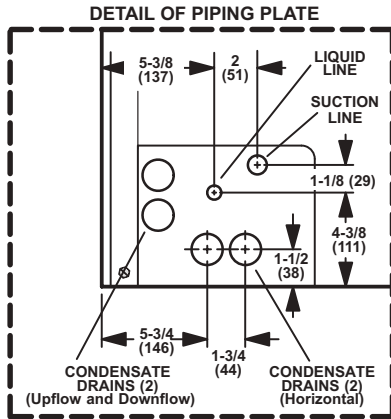 DETAIL OF PIPING PLATE
5-3/8
(137)
2
(51)
LIQUID
LINE
SUCTION
LINE
1-1/8 (29)
4-3/8
(111)
1-1/2
(38)
5-3/4
(146)
1-3/4
(44)
CONDENSATE
DRAINS (2)
(Upflow and Downflow)
CONDENSATE
DRAINS (2)
(Horizontal)